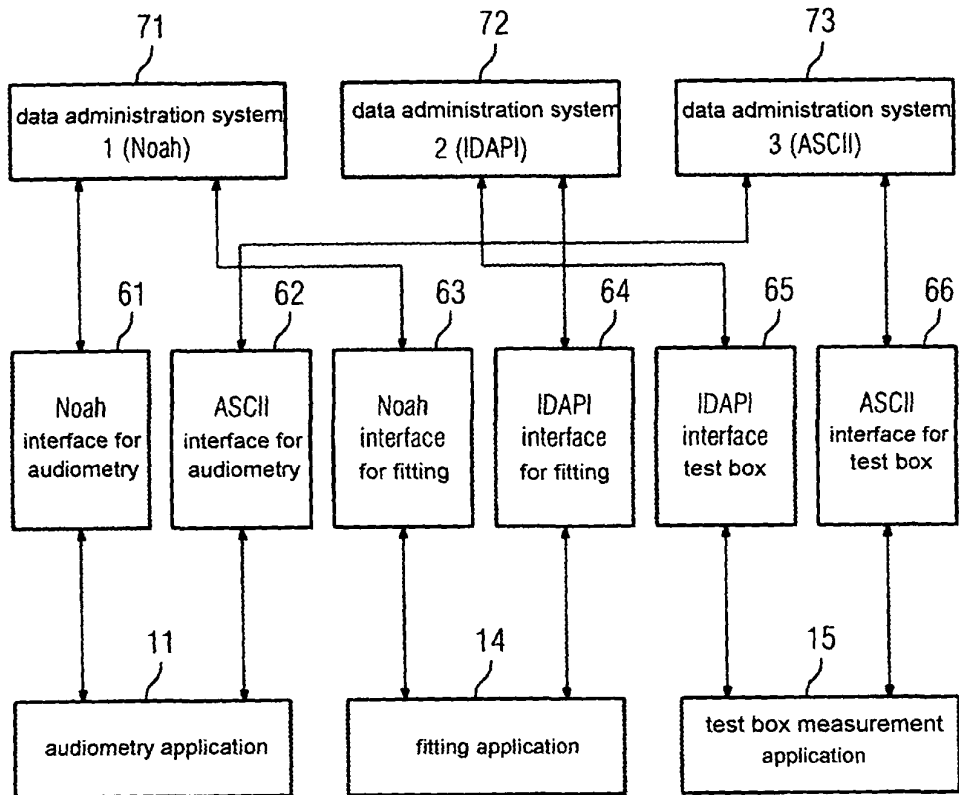 71
72
73
data administration system
1 (Noah)
data administration system
2 (IDAPI)
data administration system
3 (ASCII)
61
62
63
64
65
66
Noah
interface for
audiometry
ASCII
interface for
audiometry
Noah
interface
for fitting
IDAPI
interface
for fitting
IDAPI
interface
test box
ASCII
interface for
test box
11
14
15
audiometry application
fitting application
test box measurement
application